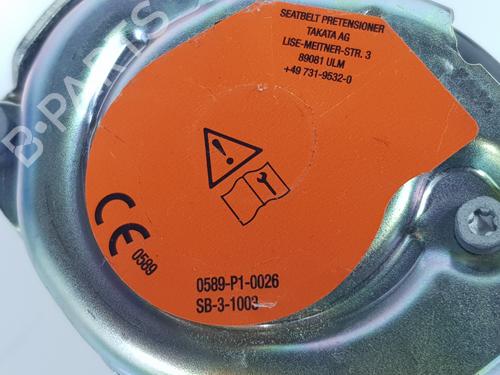 SEATBELT PRETENSIONER
TAKATA AG
LISE-MEITNER-STR. 3
89081 ULM
+49 731-9532-0
B-PARTS
CE 0589
0589-P1-0026
SB-3-1003